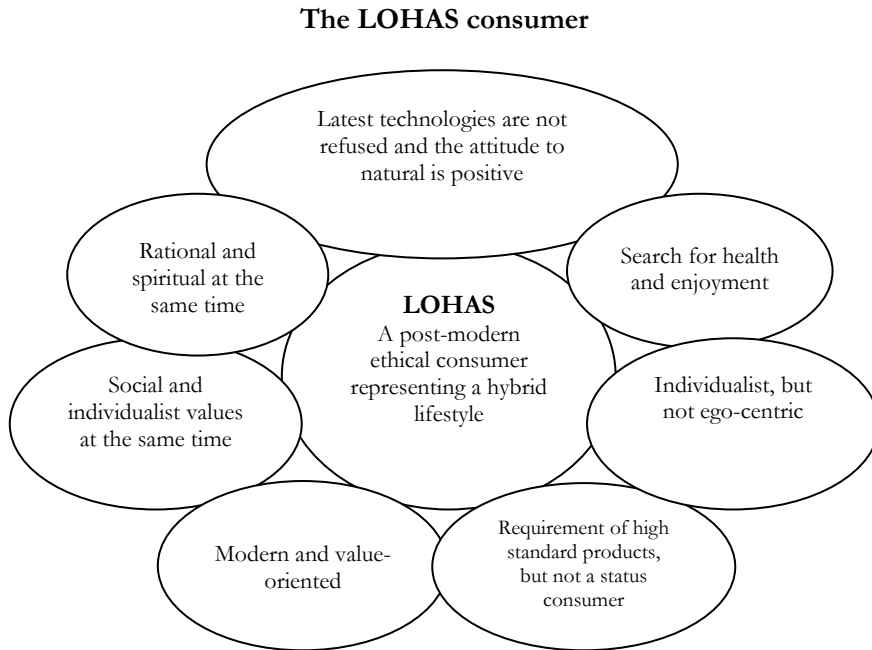 The LOHAS consumer
Latest technologies are not
refused and the attitude to
natural is positive
Rational and
spiritual at the
same time
Search for health
and enjoyment
LOHAS
A post-modern
ethical consumer
representing a hybrid
lifestyle
Social and
individualist values
at the same time
Individualist, but
not ego-centric
Modern and value-
oriented
Requirement of high
standard products,
but not a status
consumer